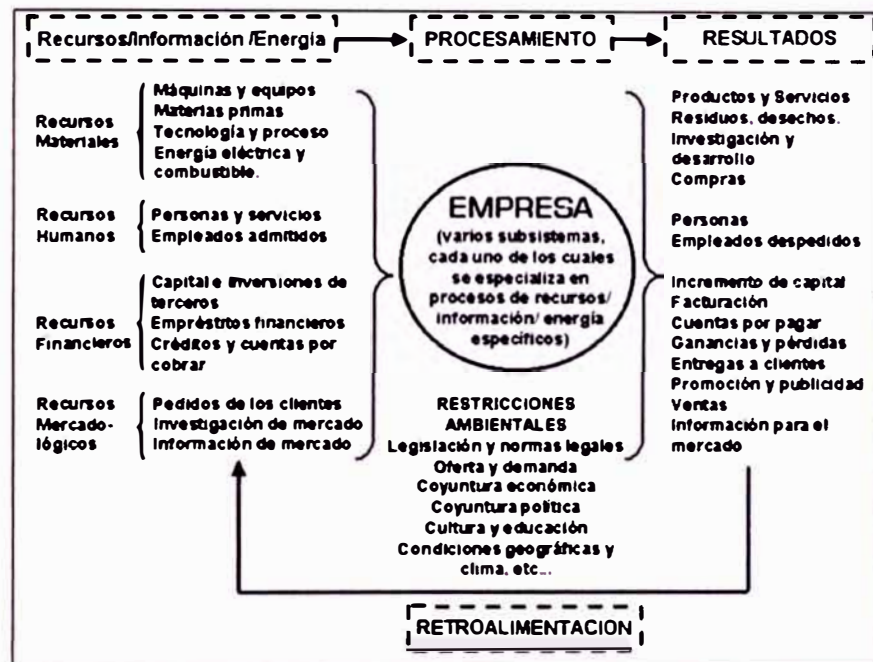 Recursos/Información /Energía
PROCESAMIENTO
RESULTADOS
Recursos
Materiales
Máquinas y equipos
Materias primas
Tecnología y proceso
Energía eléctrica y
combustible.
Recursos
Humanos
Personas y servicios
Empleados admitidos
Recursos
Financieros
Capital e inversiones de
terceros
Empréstitos financieros
Créditos y cuentas por
cobrar
Recursos
Mercado-
lógicos
Pedidos de los clientes
Investigación de mercado
Información de mercado
EMPRESA
(varios subsistemas,
cada uno de los cuales
se especializa en
procesos de recursos/
información/ energía
específicos)
RESTRICCIONES
AMBIENTALES
Legislación y normas legales
Oferta y demanda
Coyuntura económica
Coyuntura política
Cultura y educación
Condiciones geográficas y
clima, etc...
Productos y Servicios
Residuos, desechos.
Investigación y
desarrollo
Compras
Personas
Empleados despedidos
Incremento de capital
Facturación
Cuentas por pagar
Ganancias y pérdidas
Entregas a clientes
Promoción y publicidad
Ventas
Información para el
mercado
RETROALIMENTACION